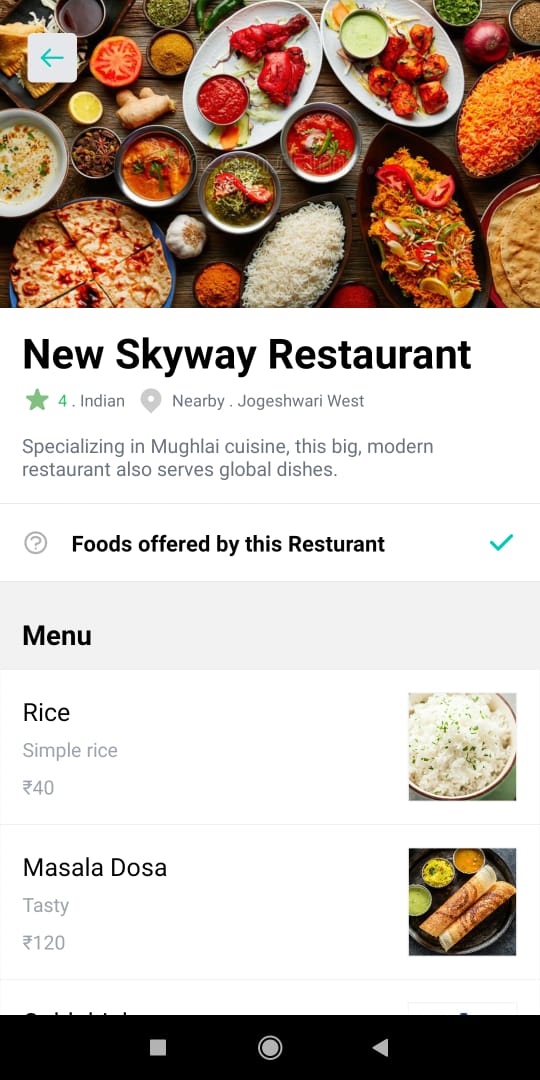 New Skyway Restaurant
4 . Indian Nearby . Jogeshwari West
Specializing in Mughlai cuisine, this big, modern
restaurant also serves global dishes.
Foods offered by this Resturant
Menu
Rice
Simple rice
₹40
Masala Dosa
Tasty
₹120